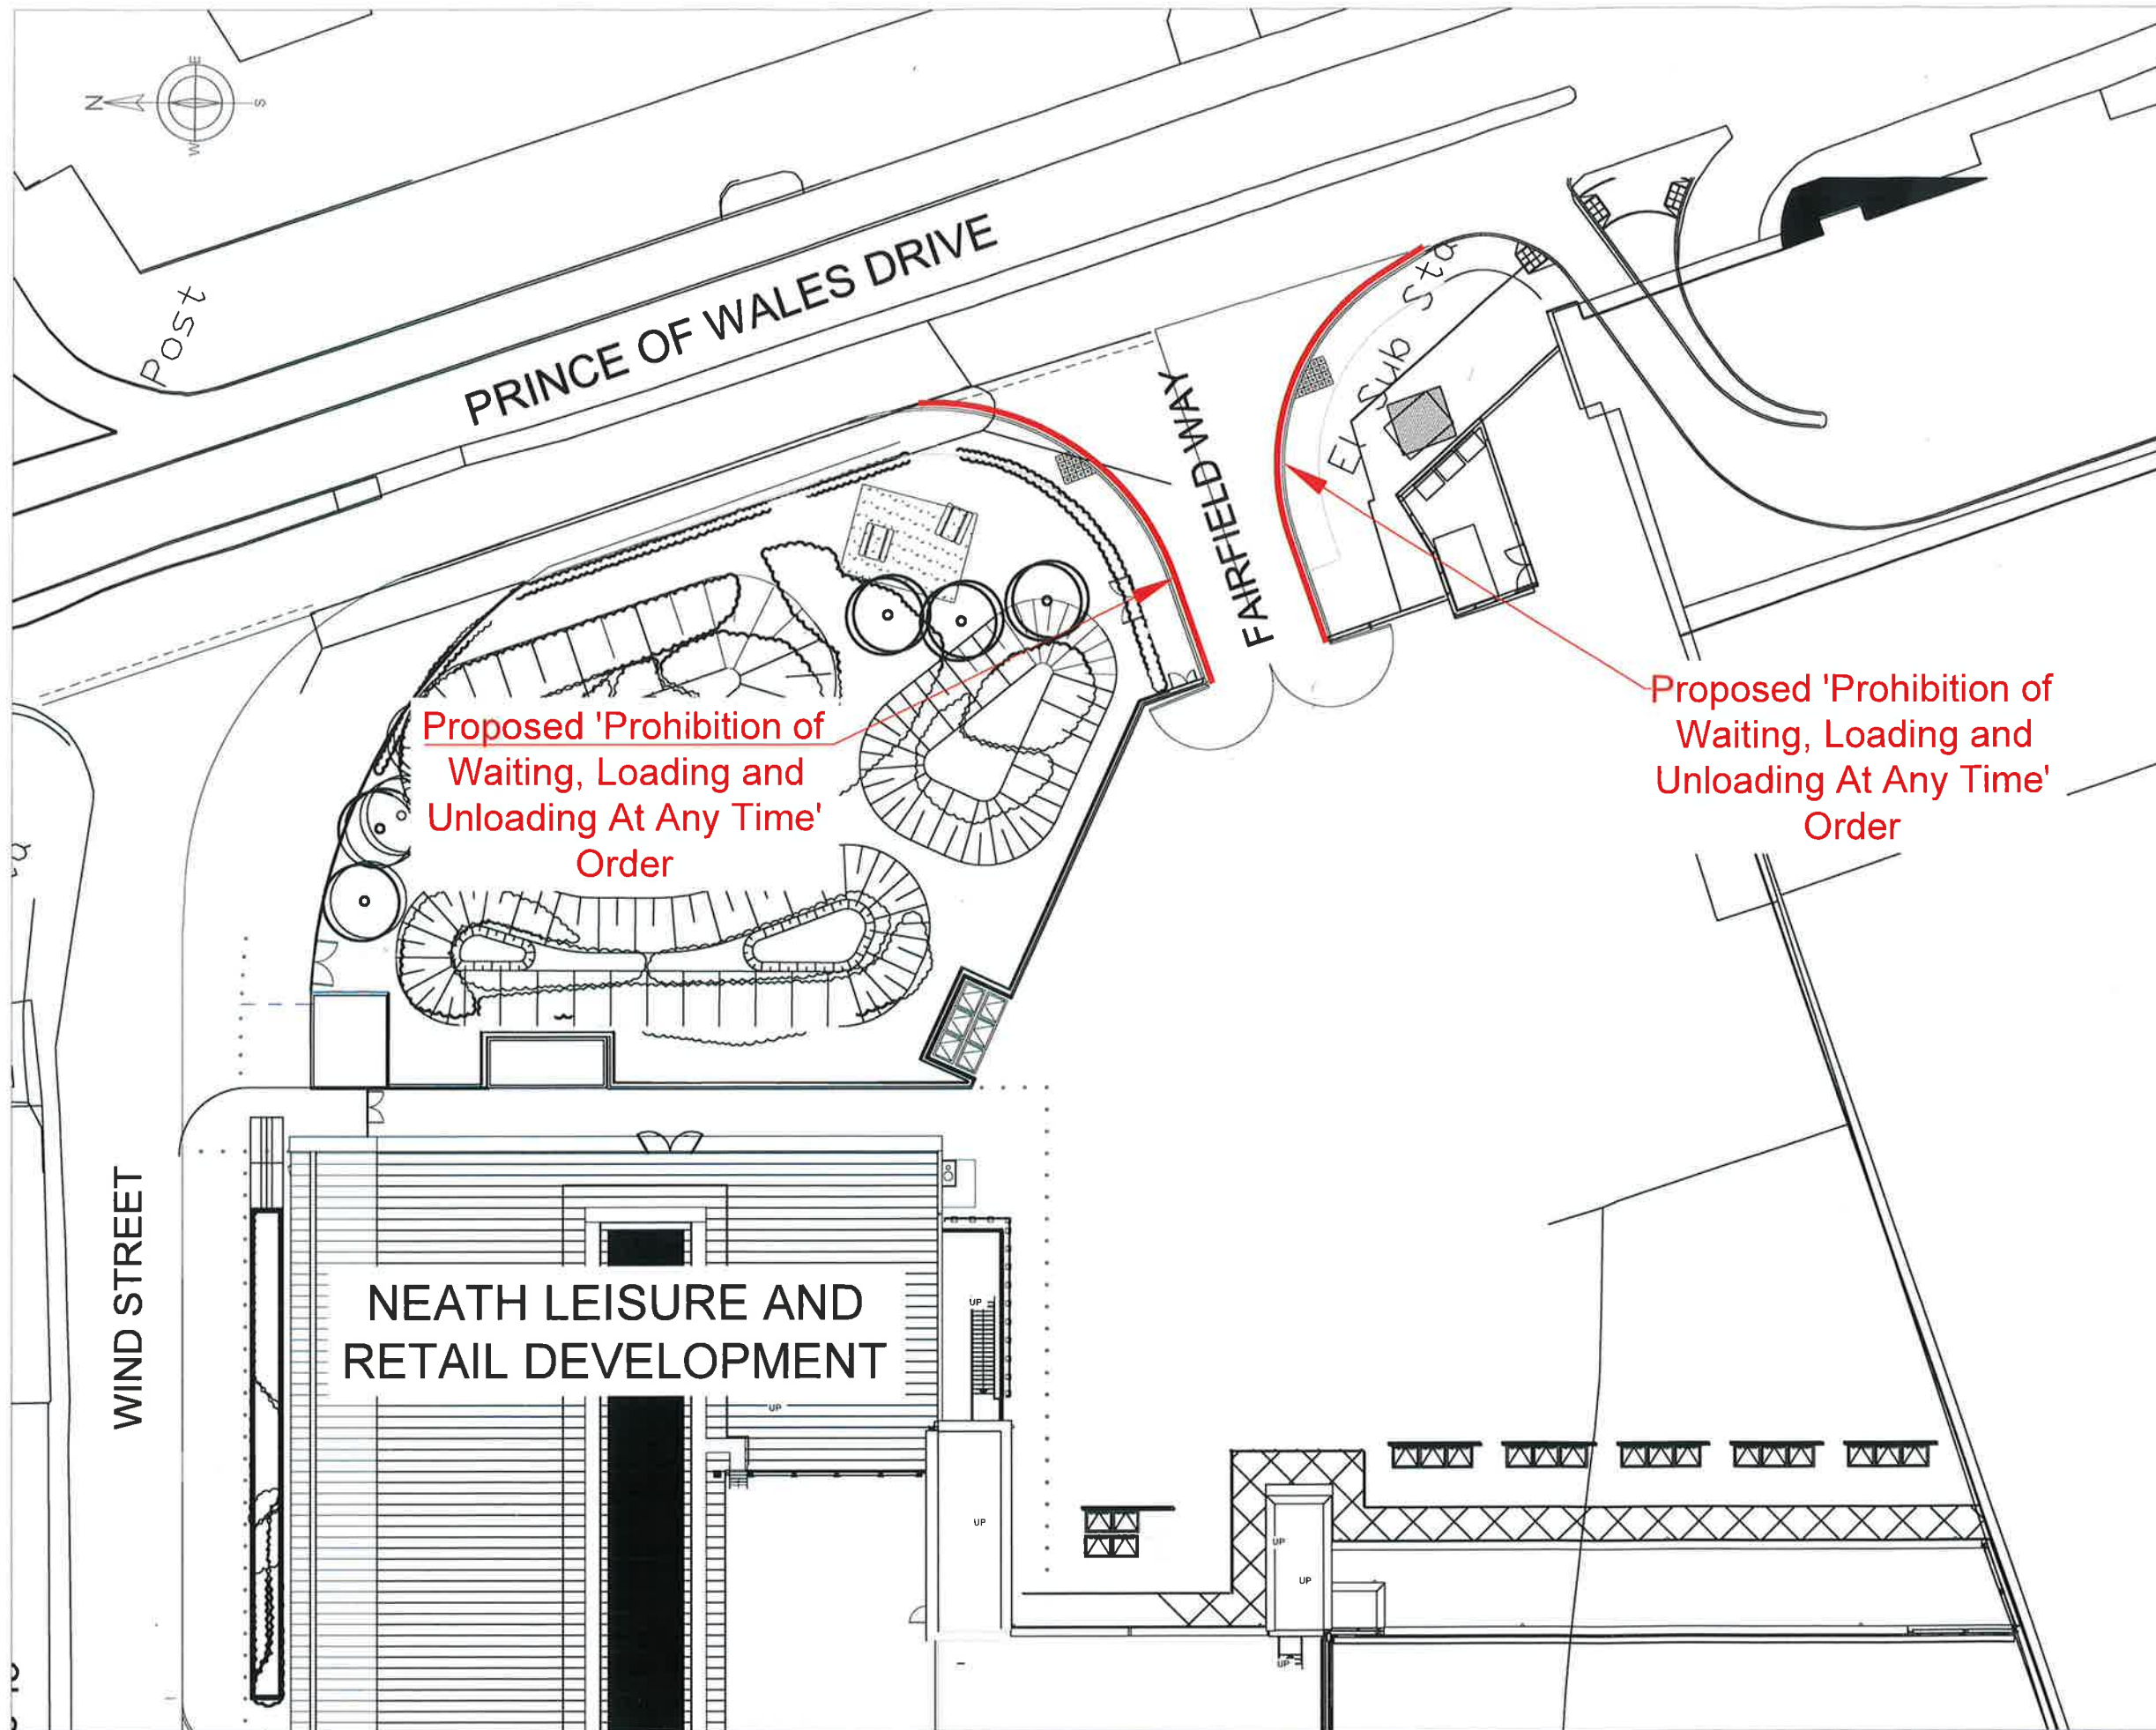 E
N
S
W
Post
PRINCE OF WALES DRIVE
FAIRFIELD WAY
El Sub Sta
Proposed 'Prohibition of
Waiting, Loading and
Unloading At Any Time'
Order
Proposed 'Prohibition of
Waiting, Loading and
Unloading At Any Time'
Order
WIND STREET
NEATH LEISURE AND
RETAIL DEVELOPMENT
UP
UP
UP
UP
UP
UP